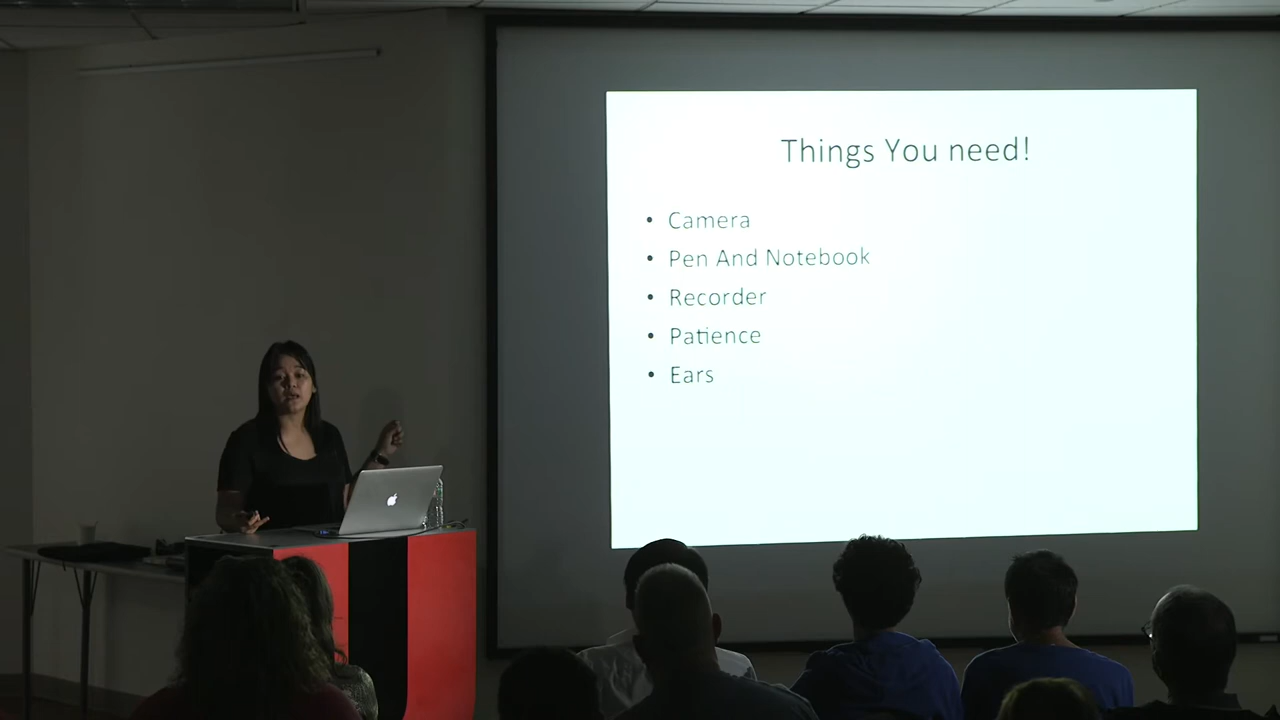 Things You need!
• Camera
• Pen And Notebook
• Recorder
• Patience
• Ears